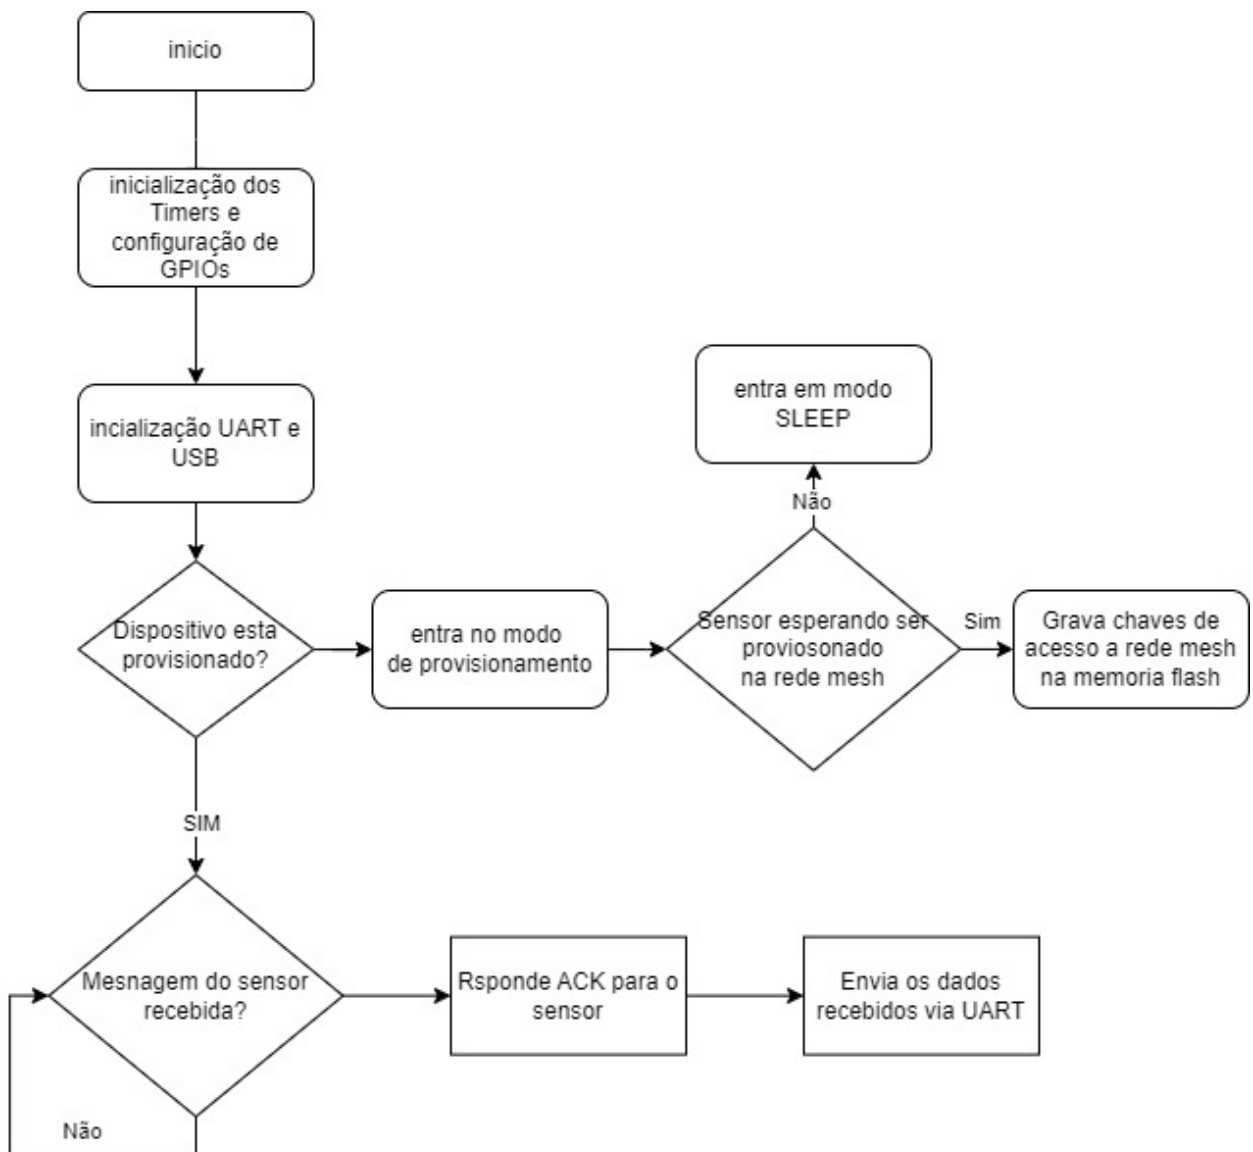 inicio
inicialização dos
Timers e
configuração de
GPIOs
incialização UART e
USB
entra em modo
SLEEP
Não
Dispositivo esta
provisionado?
entra no modo
de provisionamento
Sensor esperando ser
proviosonado
na rede mesh
Sim
Grava chaves de
acesso a rede mesh
na memoria flash
SIM
Mesnagem do sensor
recebida?
Rsponde ACK para o
sensor
Envia os dados
recebidos via UART
Não